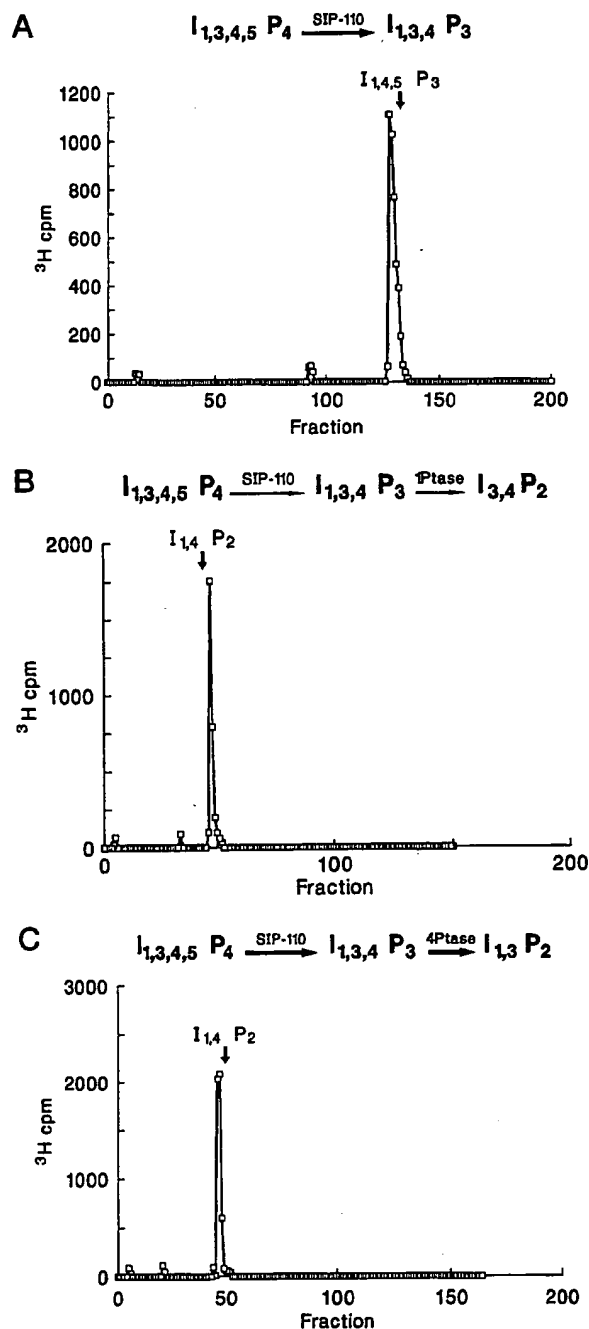 A
I1,3,4,5 P4 SIP-110 I1,3,4 P3
I1,4,5 P3
1200
1000
800
600
400
200
0
3H cpm
0 50 100 150 200
Fraction
B
I1,3,4,5 P4 SIP-110 I1,3,4 P3 1Ptase I3,4 P2
I1,4 P2
2000
1000
0
3H cpm
0 100 200
Fraction
C
I1,3,4,5 P4 SIP-110 I1,3,4 P3 4Ptase I1,3 P2
I1,4 P2
3000
2000
1000
0
3H cpm
0 50 100 150 200
Fraction